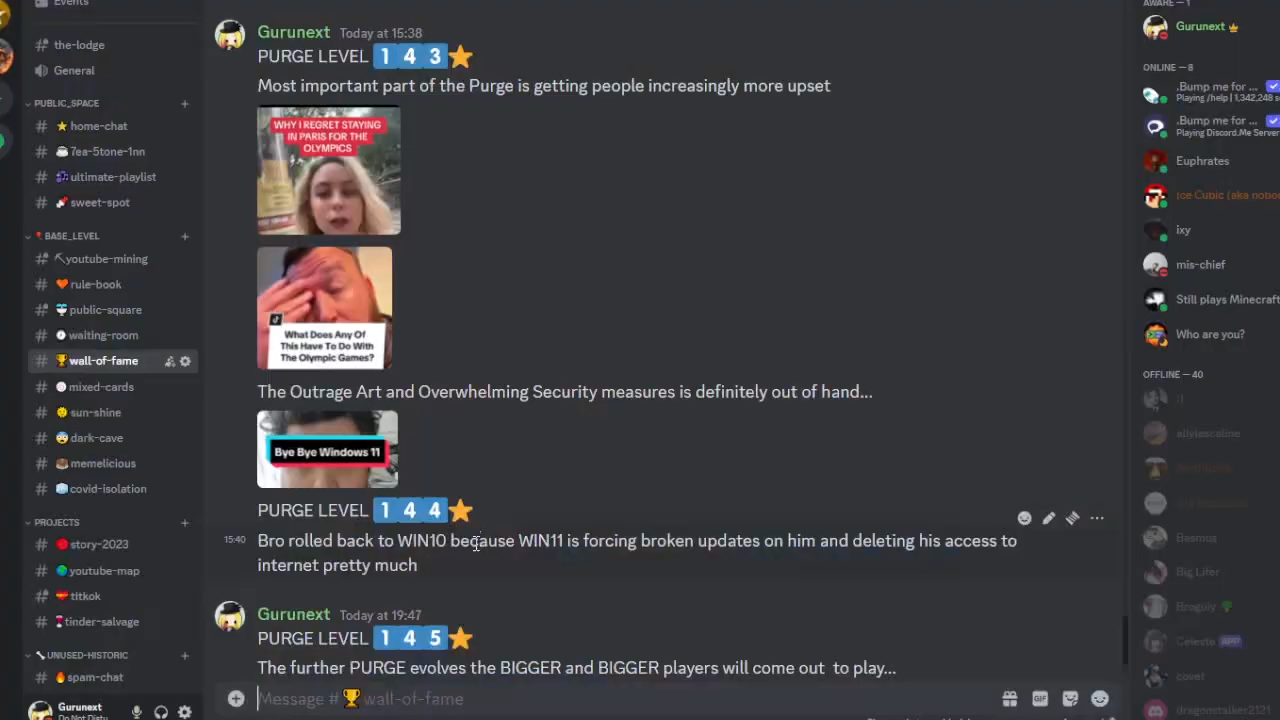 Events
the-lodge
General
PUBLIC_SPACE
home-chat
7ea-5tone-1nn
ultimate-playlist
sweet-spot
BASE_LEVEL
youtube-mining
rule-book
public-square
waiting-room
wall-of-fame
mixed-cards
sun-shine
dark-cave
memelicious
covid-isolation
PROJECTS
story-2023
youtube-map
titkok
tinder-salvage
UNUSED-HISTORIC
spam-chat
Gurunext
Do Not Distu
Gurunext Today at 15:38
PURGE LEVEL 1 4 3
Most important part of the Purge is getting people increasingly more upset
WHY I REGRET STAYING
IN PARIS FOR THE
OLYMPICS
What Does Any Of
This Have To Do With
The Olympic Games?
The Outrage Art and Overwhelming Security measures is definitely out of hand...
Bye Bye Windows 11
PURGE LEVEL 1 4 4
15:40 Bro rolled back to WIN10 because WIN11 is forcing broken updates on him and deleting his access to
internet pretty much
Gurunext Today at 19:47
PURGE LEVEL 1 4 5
The further PURGE evolves the BIGGER and BIGGER players will come out to play...
Message # wall-of-fame
GIF
AWARE — 1
Gurunext
ONLINE — 8
.Bump me for ...
Playing /help | 1,342,248 s
.Bump me for ...
Playing Discord.Me Server
Euphrates
Ice Cubic (aka nobo
ixy
mis-chief
Still plays Minecraft
Who are you?
OFFLINE — 40
allylescaline
Basmus
Big Lifer
Broguiy
Celeste APP
covet
dragonstalker2121